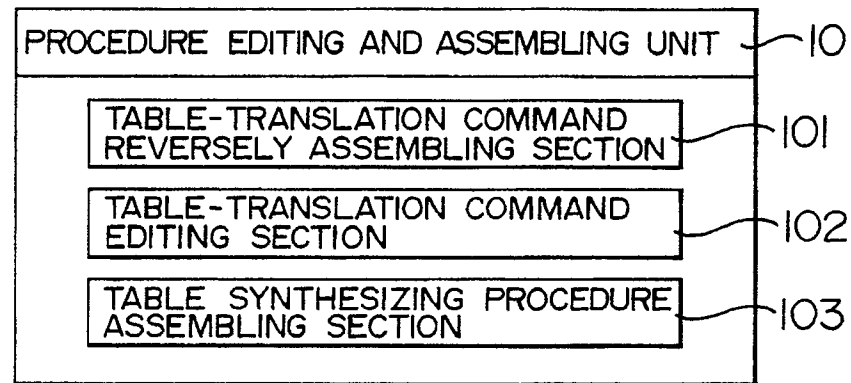 PROCEDURE EDITING AND ASSEMBLING UNIT 10
TABLE-TRANSLATION COMMAND
REVERSELY ASSEMBLING SECTION 101
TABLE-TRANSLATION COMMAND
EDITING SECTION 102
TABLE SYNTHESIZING PROCEDURE
ASSEMBLING SECTION 103